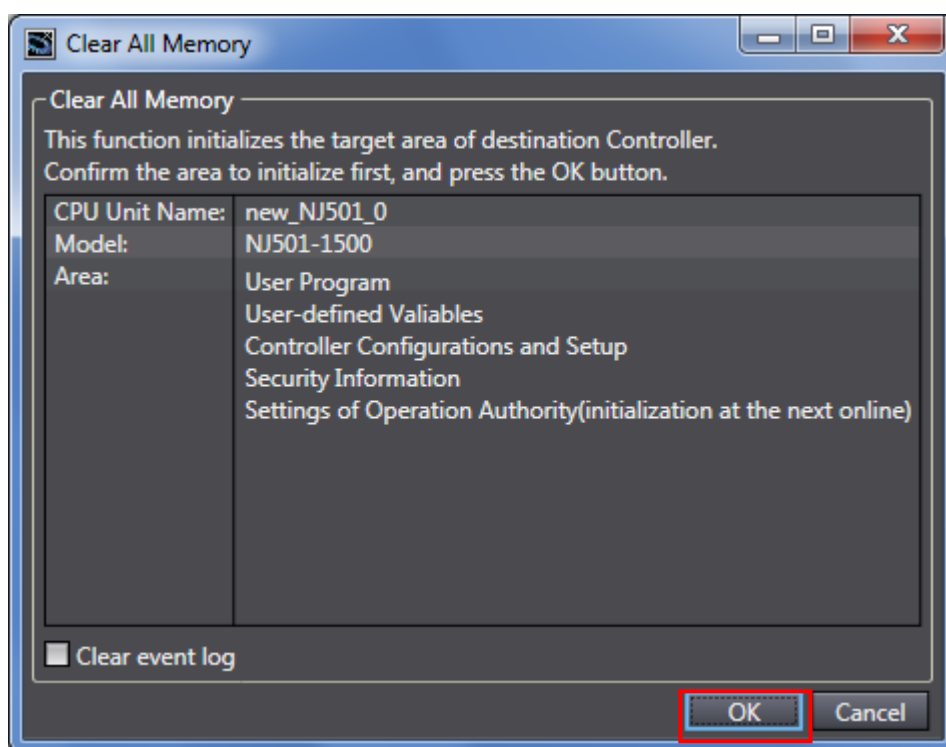 Clear All Memory
Clear All Memory
This function initializes the target area of destination Controller.
Confirm the area to initialize first, and press the OK button.
CPU Unit Name: new_NJ501_0
Model: NJ501-1500
Area: User Program
User-defined Valiables
Controller Configurations and Setup
Security Information
Settings of Operation Authority(initialization at the next online)
Clear event log
OK Cancel